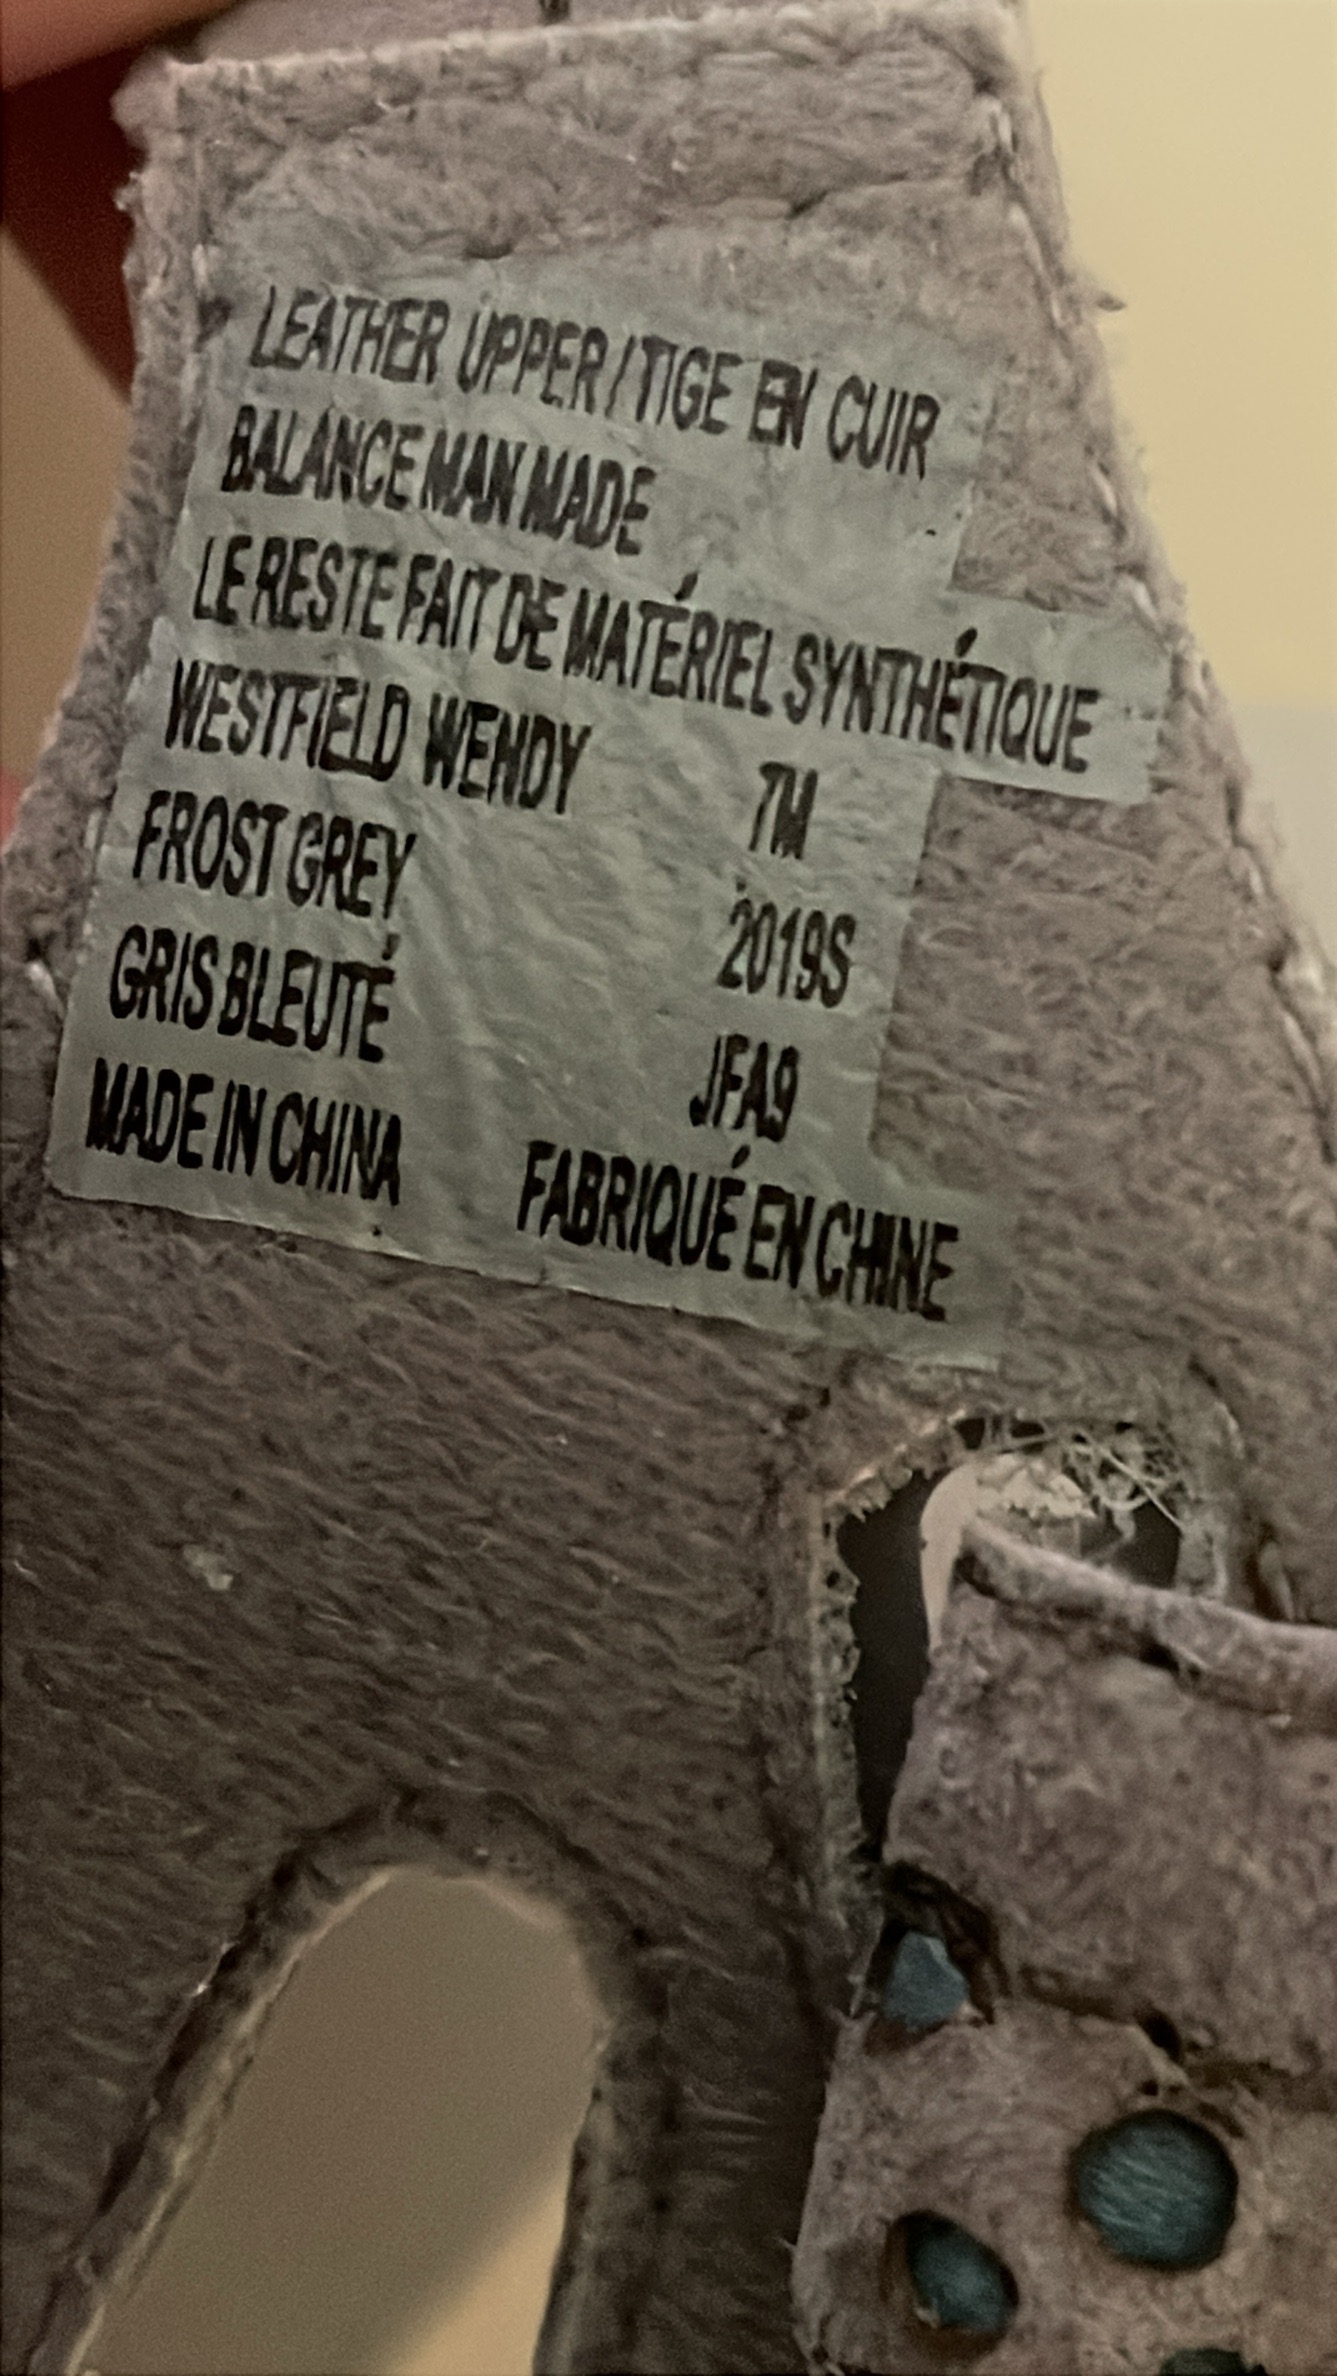 LEATHER UPPER / TIGE EN CUIR
BALANCE MAN MADE
LE RESTE FAIT DE MATÉRIEL SYNTHÉTIQUE
WESTFIELD WENDY 7M
FROST GREY 2019S
GRIS BLEUTÉ JFA9
MADE IN CHINA FABRIQUÉ EN CHINE